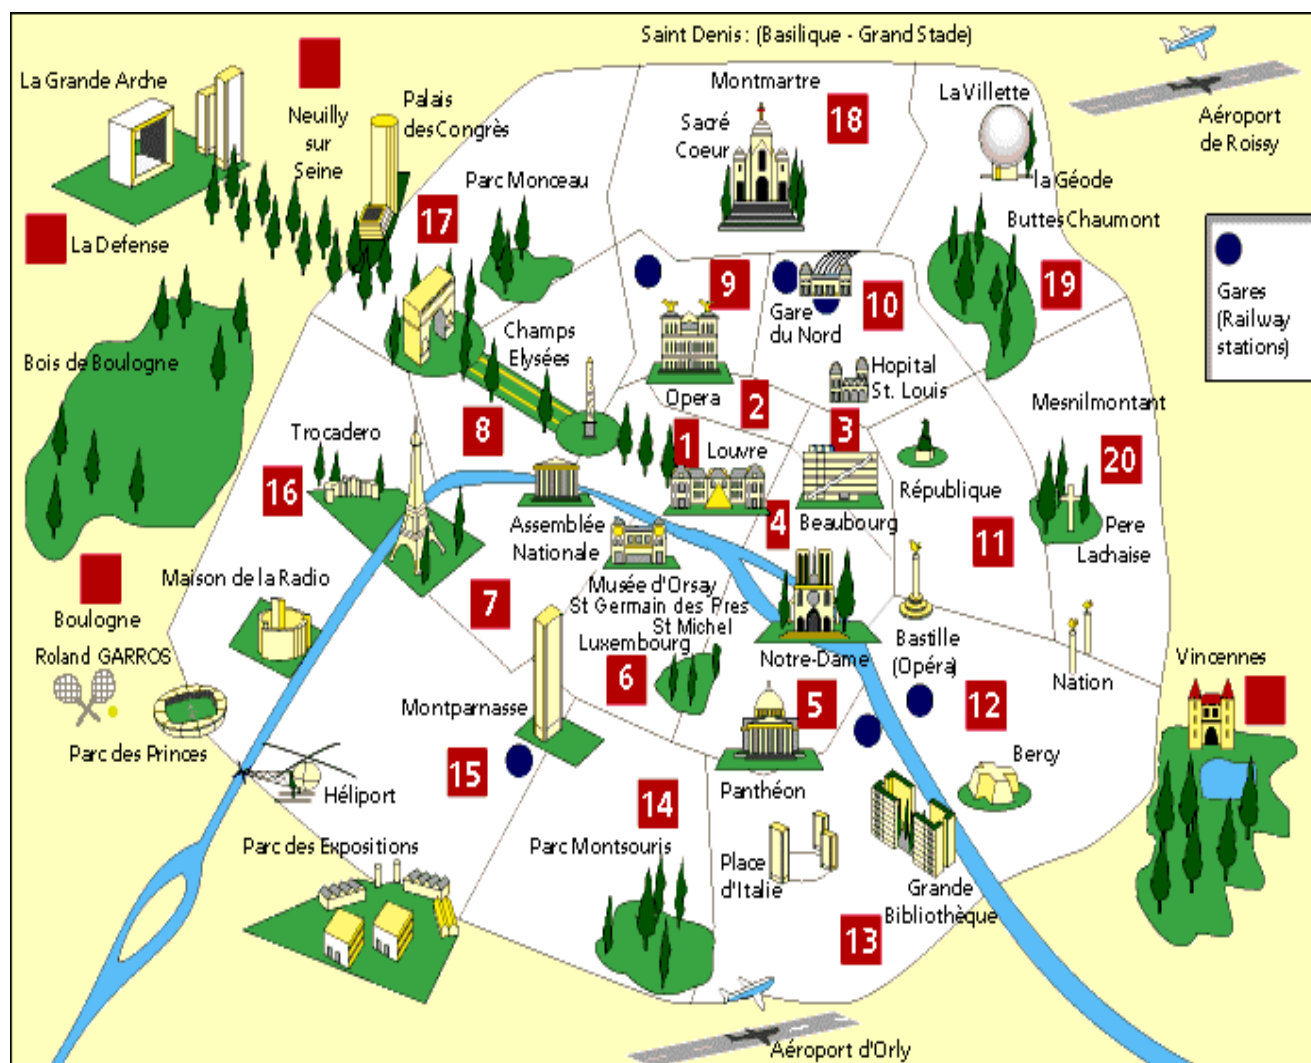 Saint Denis : (Basilique - Grand Stade)
La Grande Arche
Neuilly
sur
Seine
Palais
des Congrès
Montmartre
Sacré
Coeur
18
La Villette
la Géode
Aéroport
de Roissy
La Defense
17
Parc Monceau
Buttes Chaumont
19
Gares
(Railway
stations)
9
Gare
du Nord
10
Champs
Elysées
Opera
Hopital
St. Louis
Bois de Boulogne
2
Mesnilmontant
20
Trocadero
8
1
Louvre
3
16
Assemblée
Nationale
4
Beaubourg
République
11
Pere
Lachaise
Maison de la Radio
Musée d'Orsay
St Germain des Pres
St Michel
Luxembourg
7
Boulogne
Roland GARROS
Parc des Princes
6
Notre-Dame
Bastille
(Opéra)
Nation
Vincennes
Montparnasse
5
12
15
Héliport
Panthéon
Bercy
14
Parc des Expositions
Parc Montsouris
Place
d'Italie
Grande
Bibliothèque
13
Aéroport d'Orly